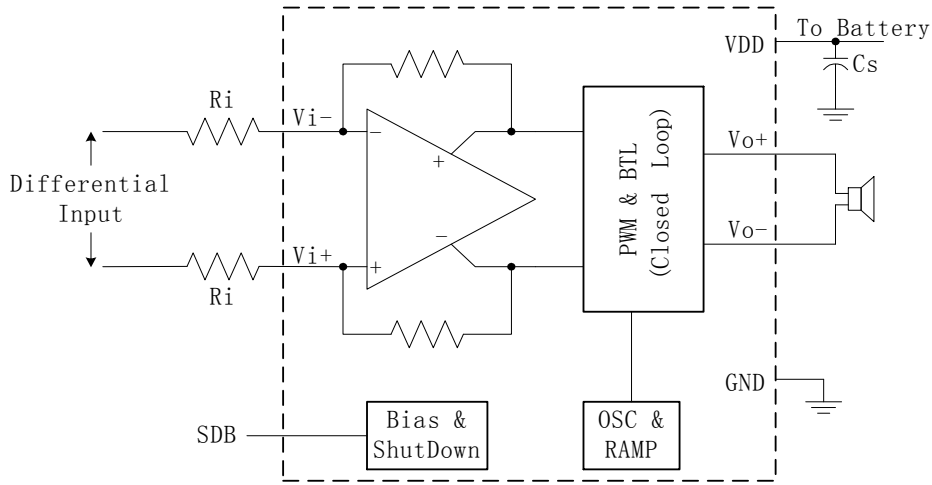 To Battery
VDD
Cs
Ri
Vi-
−
+
Differential
Input
PWM & BTL
(Closed Loop)
Vo+
Vo-
−
Vi+
+
Ri
GND
SDB
Bias &
ShutDown
OSC &
RAMP